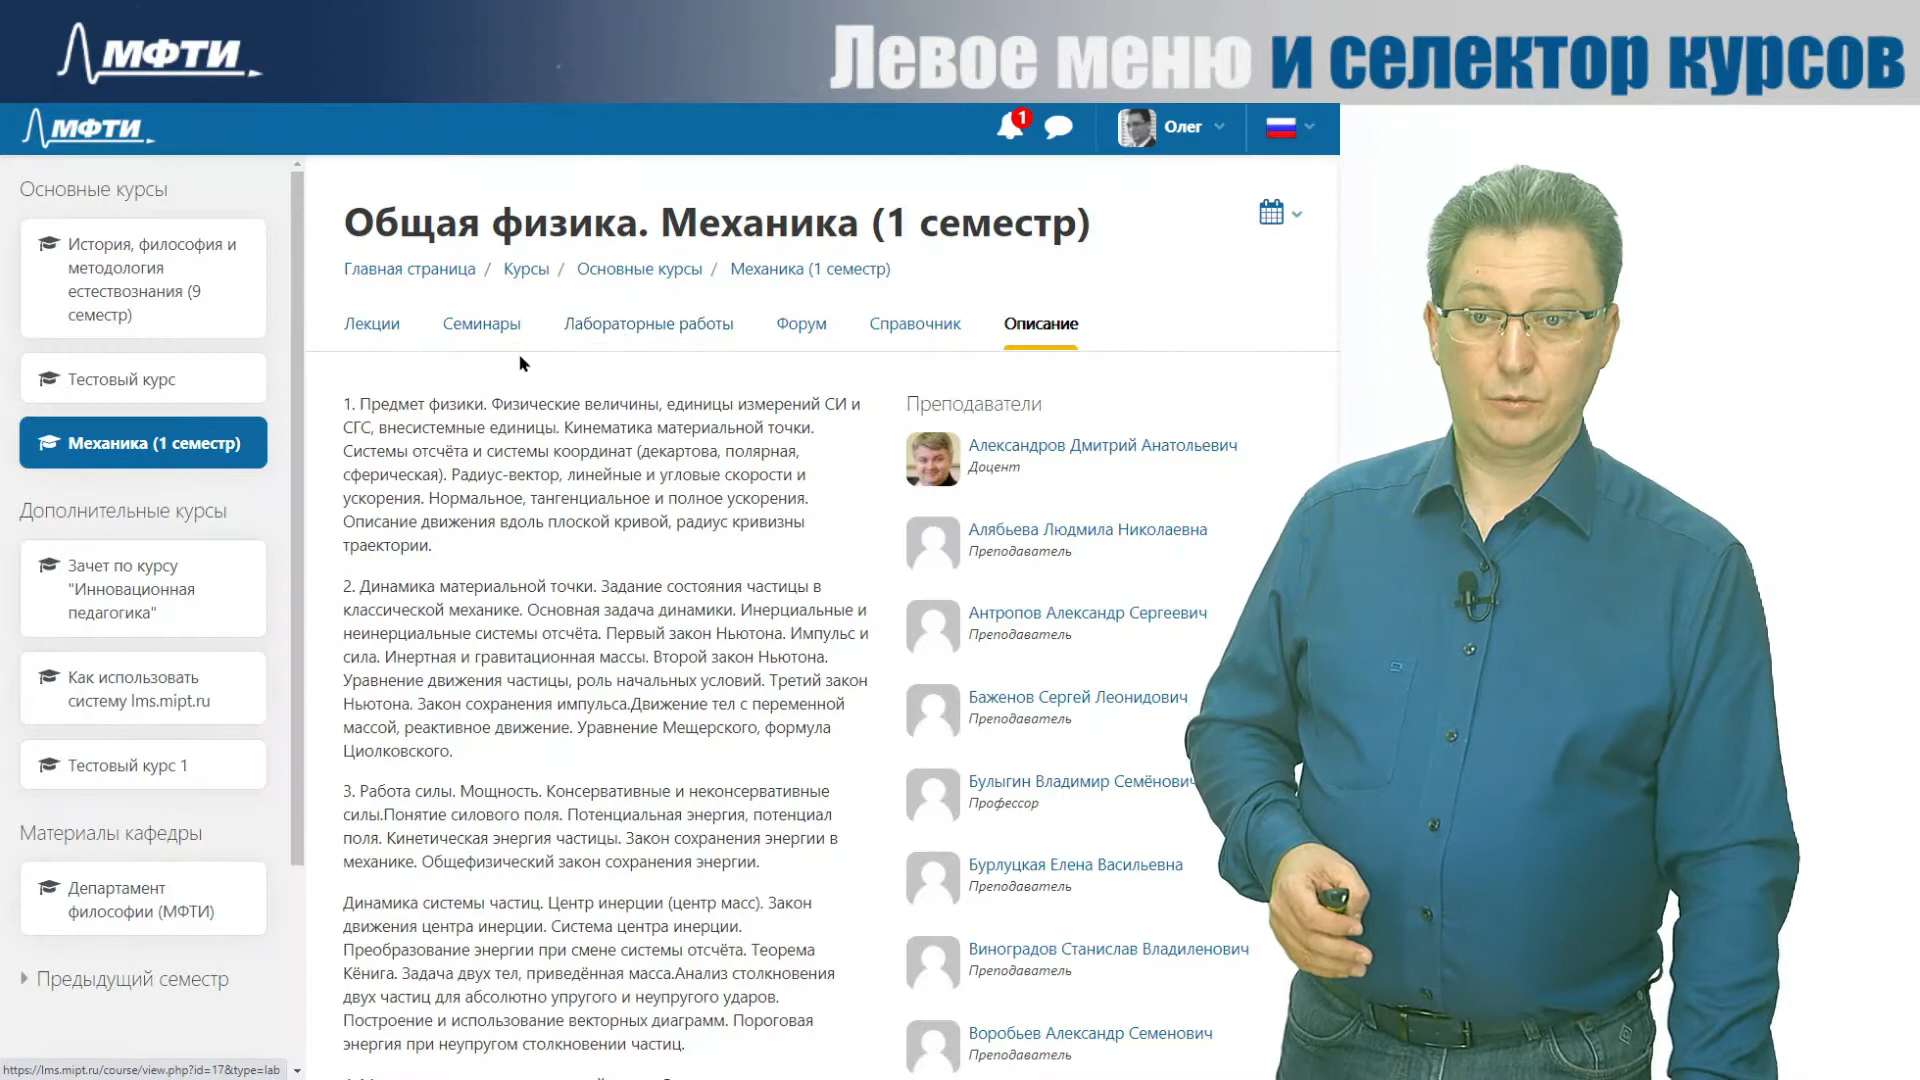 МФТИ
Левое меню и селектор курсов
МФТИ
1
Олег
Основные курсы
История, философия и
методология
естествознания (9
семестр)
Тестовый курс
Механика (1 семестр)
Дополнительные курсы
Зачет по курсу
"Инновационная
педагогика"
Как использовать
систему lms.mipt.ru
Тестовый курс 1
Материалы кафедры
Департамент
философии (МФТИ)
Предыдущий семестр
https://lms.mipt.ru/course/view.php?id=17&type=lab
Общая физика. Механика (1 семестр)
Главная страница / Курсы / Основные курсы / Механика (1 семестр)
Лекции Семинары Лабораторные работы Форум Справочник Описание
1. Предмет физики. Физические величины, единицы измерений СИ и
СГС, внесистемные единицы. Кинематика материальной точки.
Системы отсчёта и системы координат (декартова, полярная,
сферическая). Радиус-вектор, линейные и угловые скорости и
ускорения. Нормальное, тангенциальное и полное ускорения.
Описание движения вдоль плоской кривой, радиус кривизны
траектории.
2. Динамика материальной точки. Задание состояния частицы в
классической механике. Основная задача динамики. Инерциальные и
неинерциальные системы отсчёта. Первый закон Ньютона. Импульс и
сила. Инертная и гравитационная массы. Второй закон Ньютона.
Уравнение движения частицы, роль начальных условий. Третий закон
Ньютона. Закон сохранения импульса.Движение тел с переменной
массой, реактивное движение. Уравнение Мещерского, формула
Циолковского.
3. Работа силы. Мощность. Консервативные и неконсервативные
силы.Понятие силового поля. Потенциальная энергия, потенциал
поля. Кинетическая энергия частицы. Закон сохранения энергии в
механике. Общефизический закон сохранения энергии.
Динамика системы частиц. Центр инерции (центр масс). Закон
движения центра инерции. Система центра инерции.
Преобразование энергии при смене системы отсчёта. Теорема
Кёнига. Задача двух тел, приведённая масса.Анализ столкновения
двух частиц для абсолютно упругого и неупругого ударов.
Построение и использование векторных диаграмм. Пороговая
энергия при неупругом столкновении частиц.
Преподаватели
Александров Дмитрий Анатольевич
Доцент
Алябьева Людмила Николаевна
Преподаватель
Антропов Александр Сергеевич
Преподаватель
Баженов Сергей Леонидович
Преподаватель
Булыгин Владимир Семёнович
Профессор
Бурлуцкая Елена Васильевна
Преподаватель
Виноградов Станислав Владиленович
Преподаватель
Воробьев Александр Семенович
Преподаватель